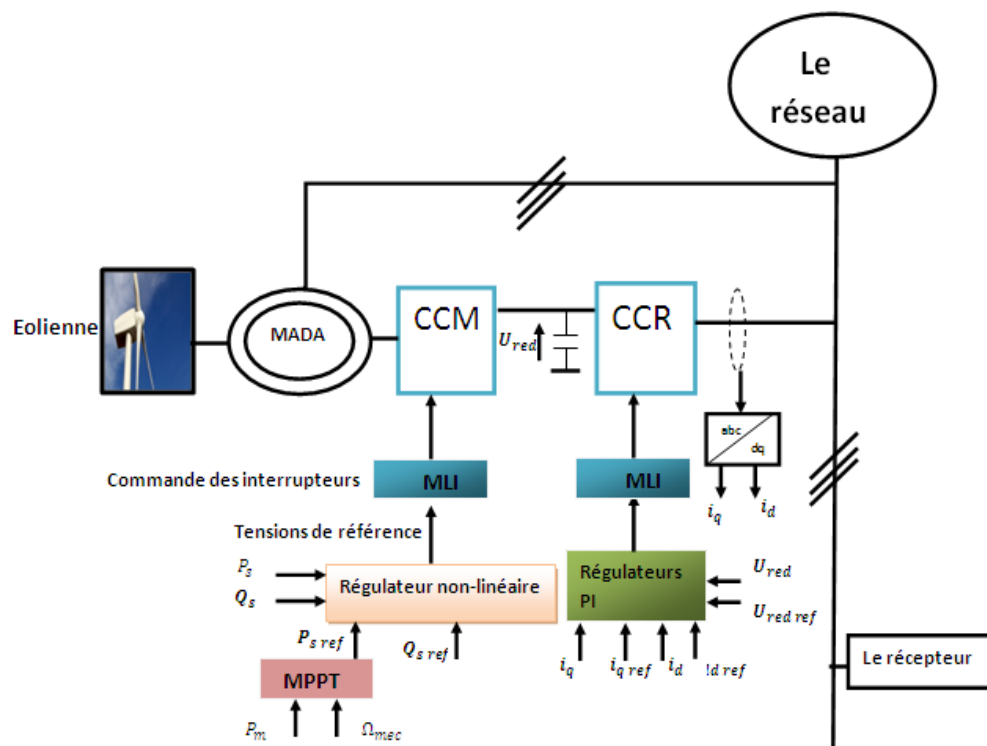 Le
réseau
Eolienne
MADA
CCM
U_red
CCR
abc
dq
i_q
i_d
Commande des interrupteurs
MLI
MLI
Tensions de référence
P_s
Q_s
Régulateur non-linéaire
Régulateurs
PI
U_red
U_red ref
P_s ref
Q_s ref
i_q
i_q ref
i_d
!d ref
MPPT
P_m
Ω_mec
Le récepteur